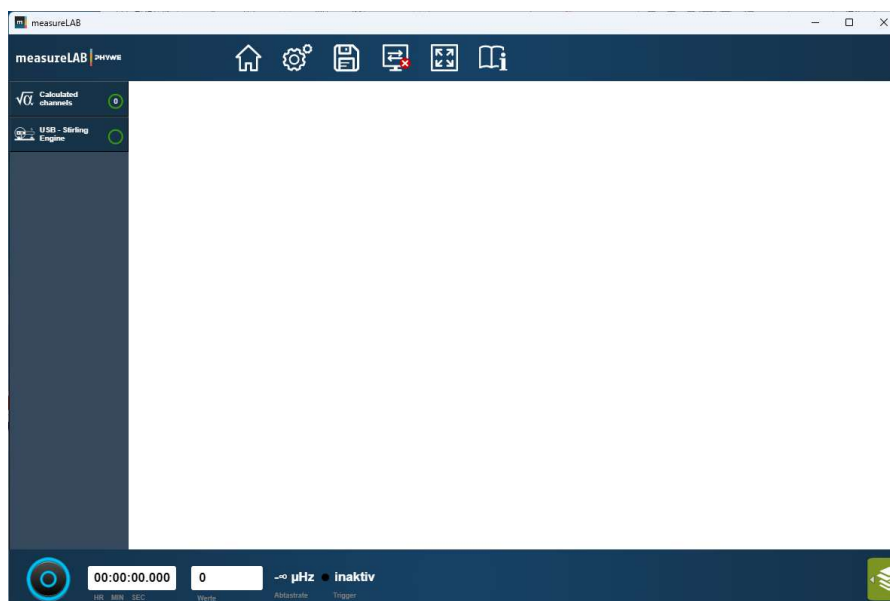 measureLAB
measureLAB PHYWE
Calculated
channels
0
USB - Stirling
Engine
00:00:00.000
HR MIN SEC
0
Werte
-∞ µHz
Abtastrate
inaktiv
Trigger